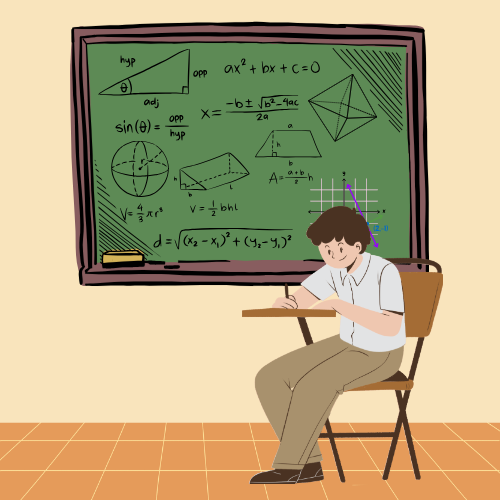 hyp
opp
θ
adj
ax² + bx + c = 0
sin(θ) = opp/hyp
x = (-b ± √(b² - 4ac))/2a
a
h
b
A = (a + b)/2 h
r
h
b
l
V = 4/3 πr³
V = 1/2 bhl
d = √((x₂ - x₁)² + (y₂ - y₁)²)
y
x